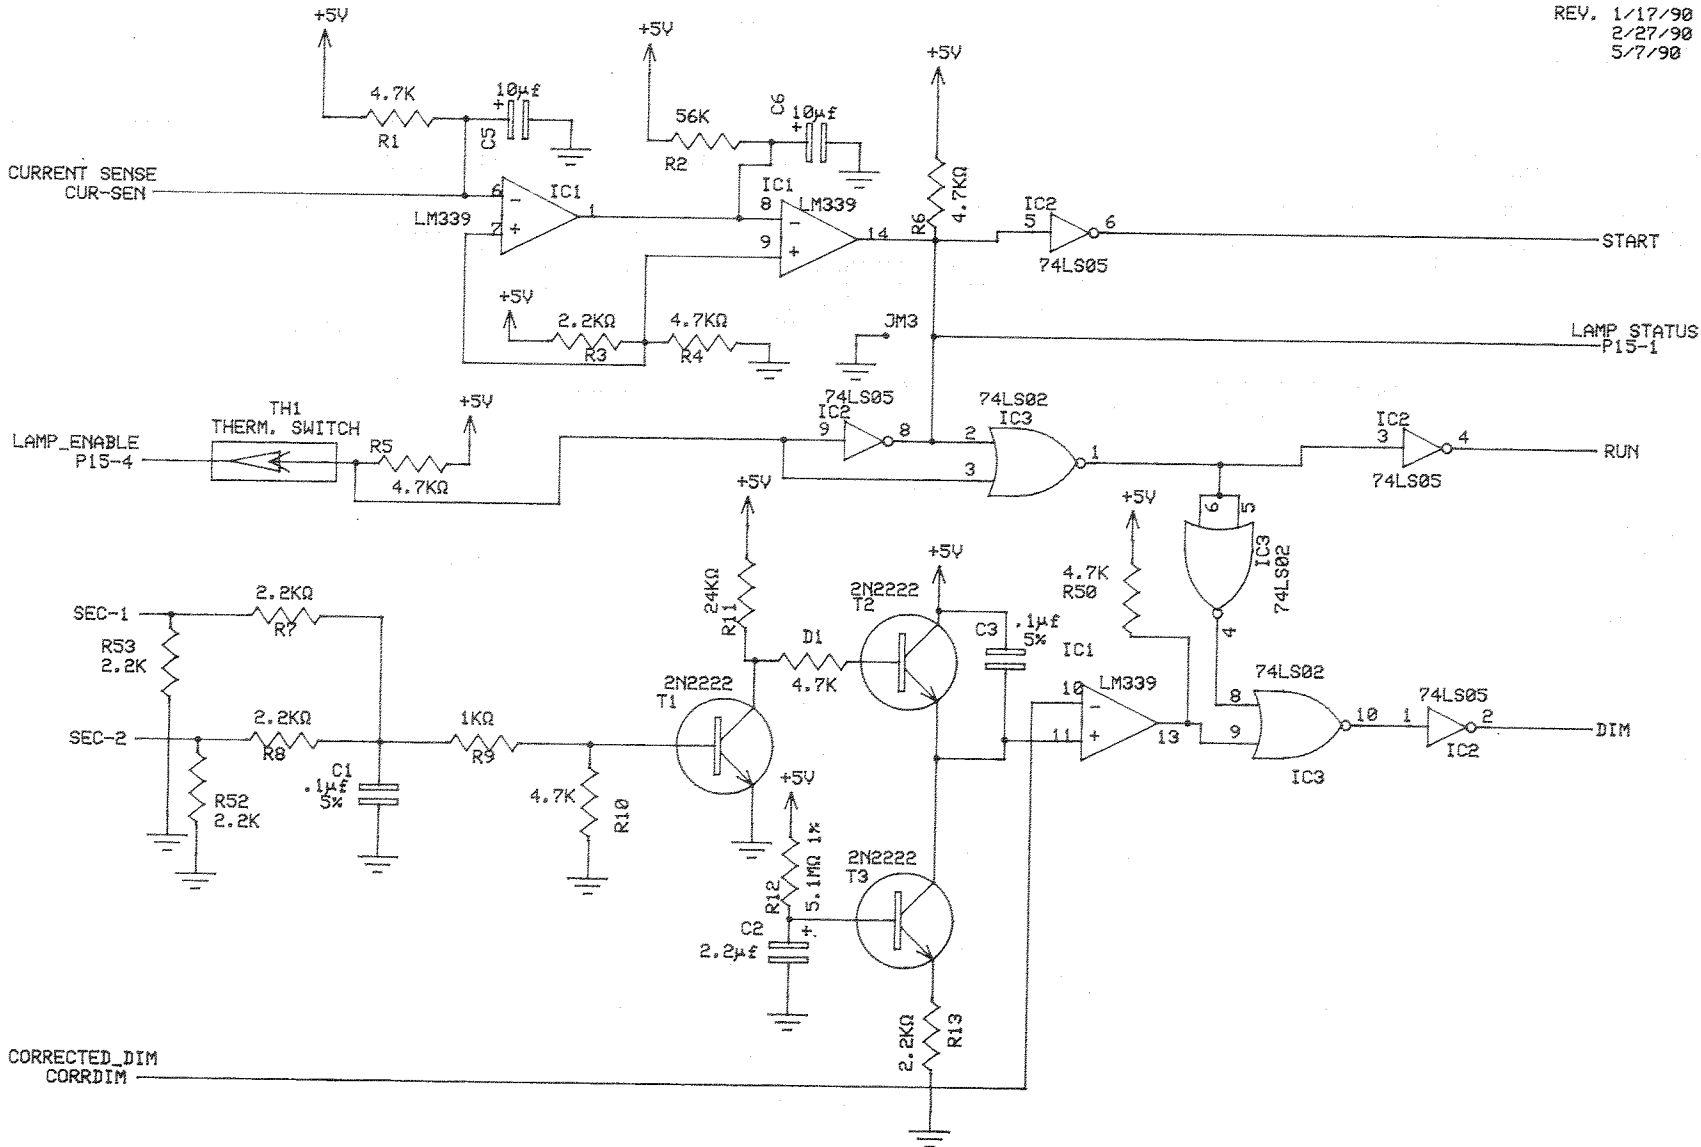 REV. 1/17/90
2/27/90
5/7/90
+5V
4.7K
R1
10µf
+
C5
+5V
56K
R2
C6
10µf
+
+5V
R6
4.7KΩ
CURRENT SENSE
CUR-SEN
6
-
IC1
LM339
7
+
1
IC1
8
-
LM339
9
+
14
IC2
5
6
74LS05
START
+5V
2.2KΩ
R3
4.7KΩ
R4
JM3
LAMP_STATUS
P15-1
TH1
THERM. SWITCH
LAMP_ENABLE
P15-4
R5
4.7KΩ
+5V
74LS05
IC2
9
8
74LS02
IC3
2
3
1
IC2
3
4
74LS05
RUN
+5V
24KΩ
R11
+5V
4.7K
R50
6
5
IC3
74LS02
4
SEC-1
2.2KΩ
R7
R53
2.2K
SEC-2
2.2KΩ
R8
R52
2.2K
C1
.1µf
5%
1KΩ
R9
4.7K
R10
2N2222
T1
D1
4.7K
2N2222
T2
+5V
C3
.1µf
5%
IC1
10
-
LM339
11
+
13
74LS02
8
9
10
IC3
74LS05
1
2
IC2
DIM
+5V
R12
5.1MΩ 1%
C2
+
2.2µf
2N2222
T3
2.2KΩ
R13
CORRECTED_DIM
CORRDIM